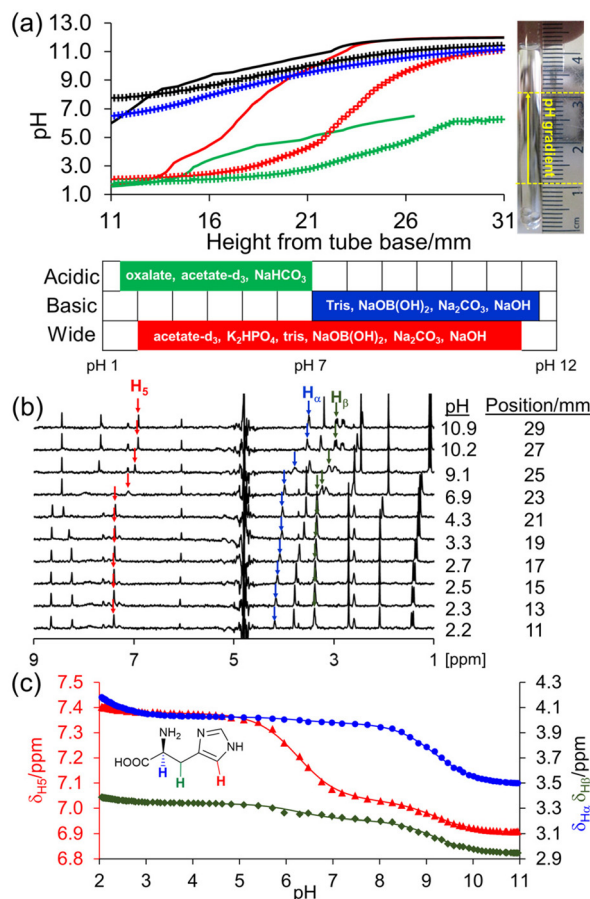 (a)
13.0
11.0
9.0
7.0
5.0
3.0
1.0
pH
11 16 21 26 31
Height from tube base/mm
pH gradient
4
3
2
1
cm
Acidic oxalate, acetate-d3, NaHCO3
Basic Tris, NaOB(OH)2, Na2CO3, NaOH
Wide acetate-d3, K2HPO4, tris, NaOB(OH)2, Na2CO3, NaOH
pH 1 pH 7 pH 12
(b)
H5 Hα Hβ
pH Position/mm
10.9 29
10.2 27
9.1 25
6.9 23
4.3 21
3.3 19
2.7 17
2.5 15
2.3 13
2.2 11
9 7 5 3 1 [ppm]
(c)
7.5
7.4
7.3
7.2
7.1
7.0
6.9
6.8
δH5/ppm
NH2
HOOC
N
NH
H H H
4.3
4.1
3.9
3.7
3.5
3.3
3.1
2.9
δHα δHβ/ppm
2 3 4 5 6 7 8 9 10 11
pH